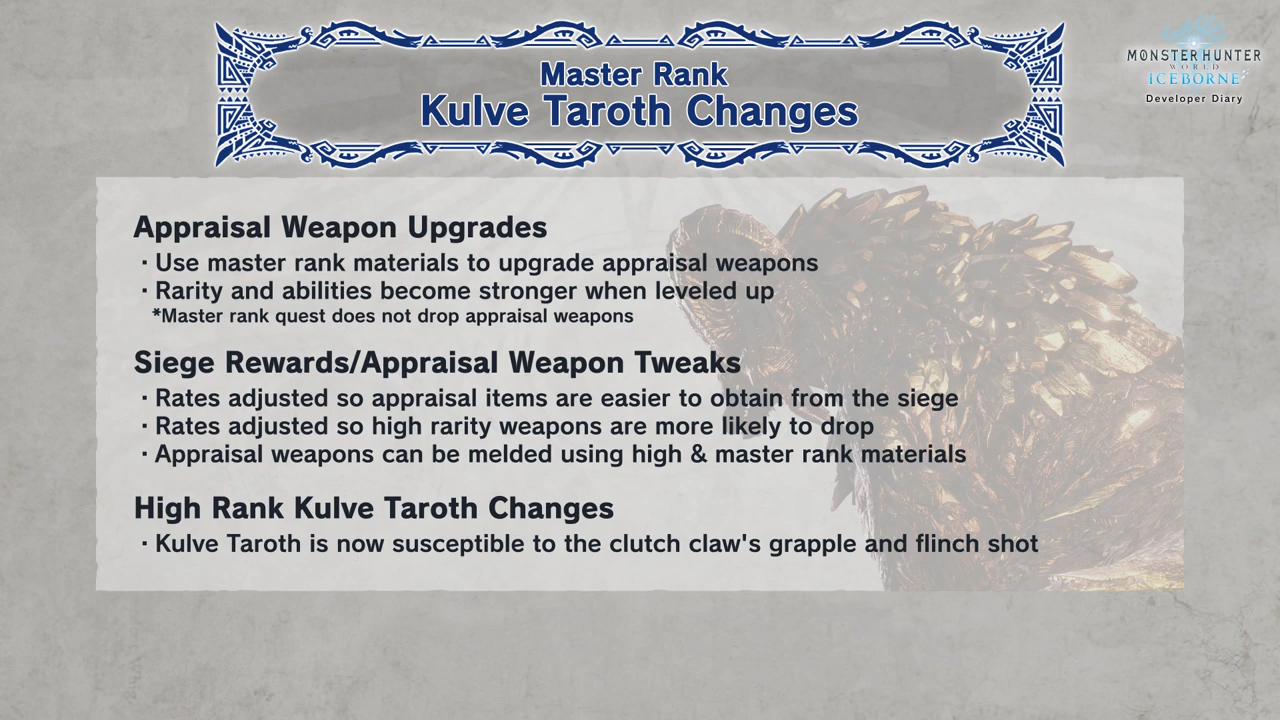 Master Rank
Kulve Taroth Changes
MONSTER HUNTER
WORLD
ICEBORNE
Developer Diary
Appraisal Weapon Upgrades
· Use master rank materials to upgrade appraisal weapons
· Rarity and abilities become stronger when leveled up
*Master rank quest does not drop appraisal weapons
Siege Rewards/Appraisal Weapon Tweaks
· Rates adjusted so appraisal items are easier to obtain from the siege
· Rates adjusted so high rarity weapons are more likely to drop
· Appraisal weapons can be melded using high & master rank materials
High Rank Kulve Taroth Changes
· Kulve Taroth is now susceptible to the clutch claw's grapple and flinch shot